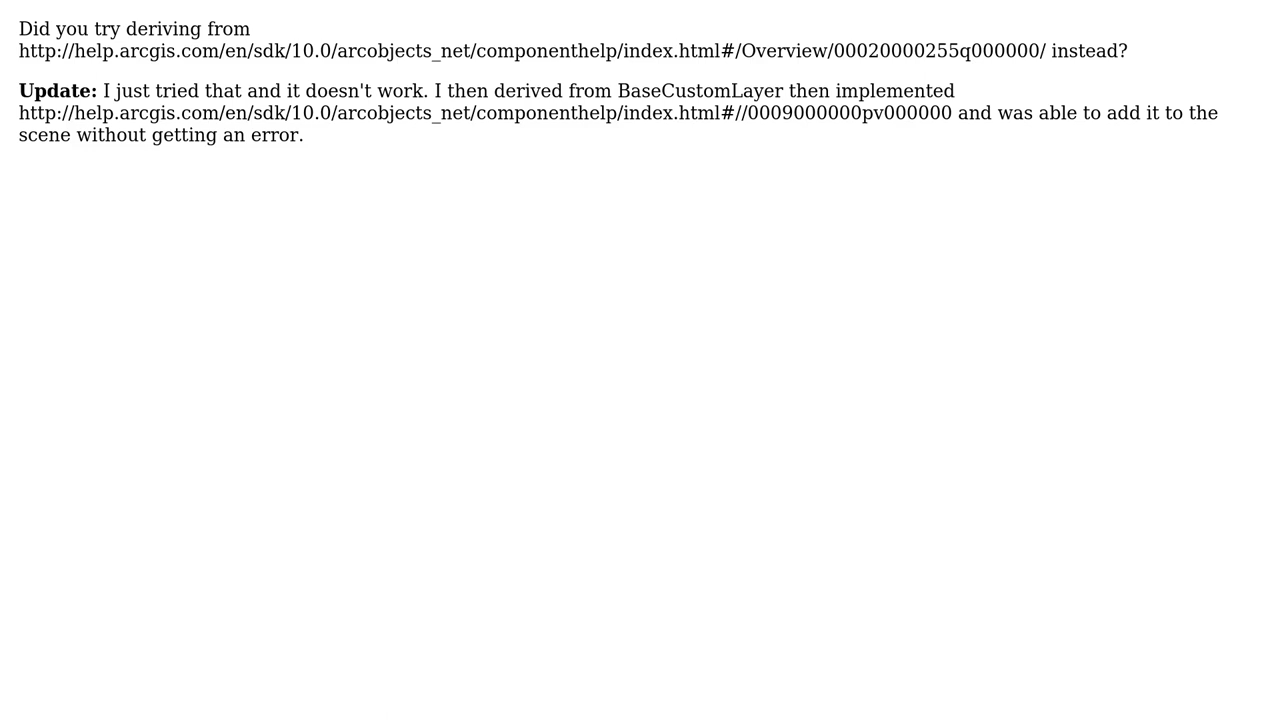 Did you try deriving from
http://help.arcgis.com/en/sdk/10.0/arcobjects_net/componenthelp/index.html#/Overview/00020000255q000000/ instead?
Update: I just tried that and it doesn't work. I then derived from BaseCustomLayer then implemented
http://help.arcgis.com/en/sdk/10.0/arcobjects_net/componenthelp/index.html#//0009000000pv000000 and was able to add it to the
scene without getting an error.